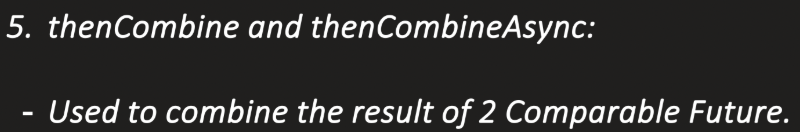 5. thenCombine and thenCombineAsync:
- Used to combine the result of 2 Comparable Future.